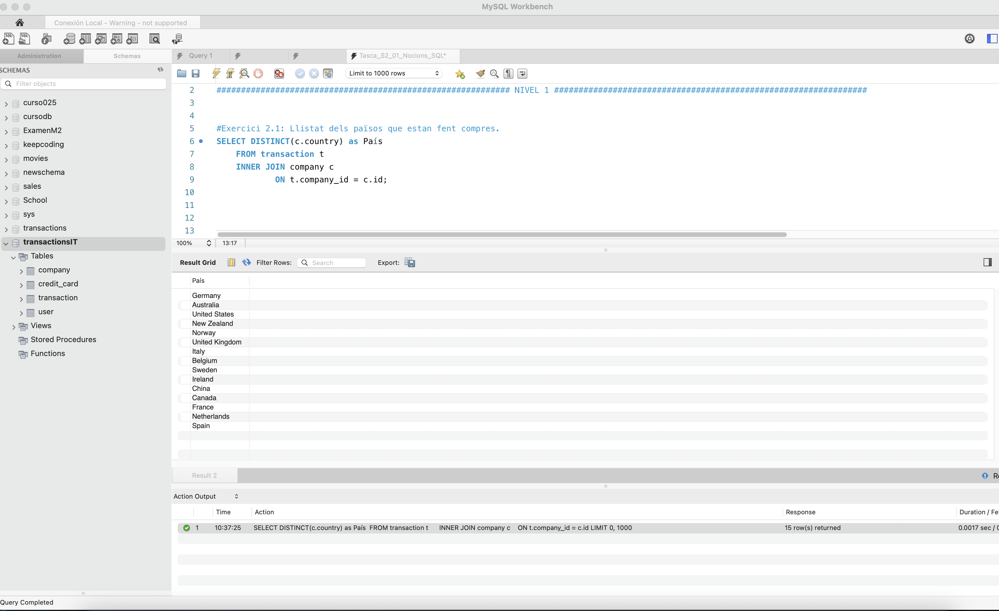 MySQL Workbench
Conexión Local - Warning - not supported
Administration
Schemas
SCHEMAS
Filter objects
curso025
cursodb
ExamenM2
keepcoding
movies
newschema
sales
School
sys
transactions
transactionsIT
Tables
company
credit_card
transaction
user
Views
Stored Procedures
Functions
Query 1
Tasca_S2_01_Nocions_SQL*
Limit to 1000 rows
2 ############################################################ NIVEL 1 ################################################################
3
4
5 #Exercici 2.1: Llistat dels països que estan fent compres.
6 SELECT DISTINCT(c.country) as País
7 FROM transaction t
8 INNER JOIN company c
9 ON t.company_id = c.id;
10
11
12
13
100% 13:17
Result Grid Filter Rows: Search Export:
País
Germany
Australia
United States
New Zealand
Norway
United Kingdom
Italy
Belgium
Sweden
Ireland
China
Canada
France
Netherlands
Spain
Result 2
Action Output
Time Action Response Duration /
1 10:37:25 SELECT DISTINCT(c.country) as País FROM transaction t INNER JOIN company c ON t.company_id = c.id LIMIT 0, 1000 15 row(s) returned 0.0017 sec /
Query Completed